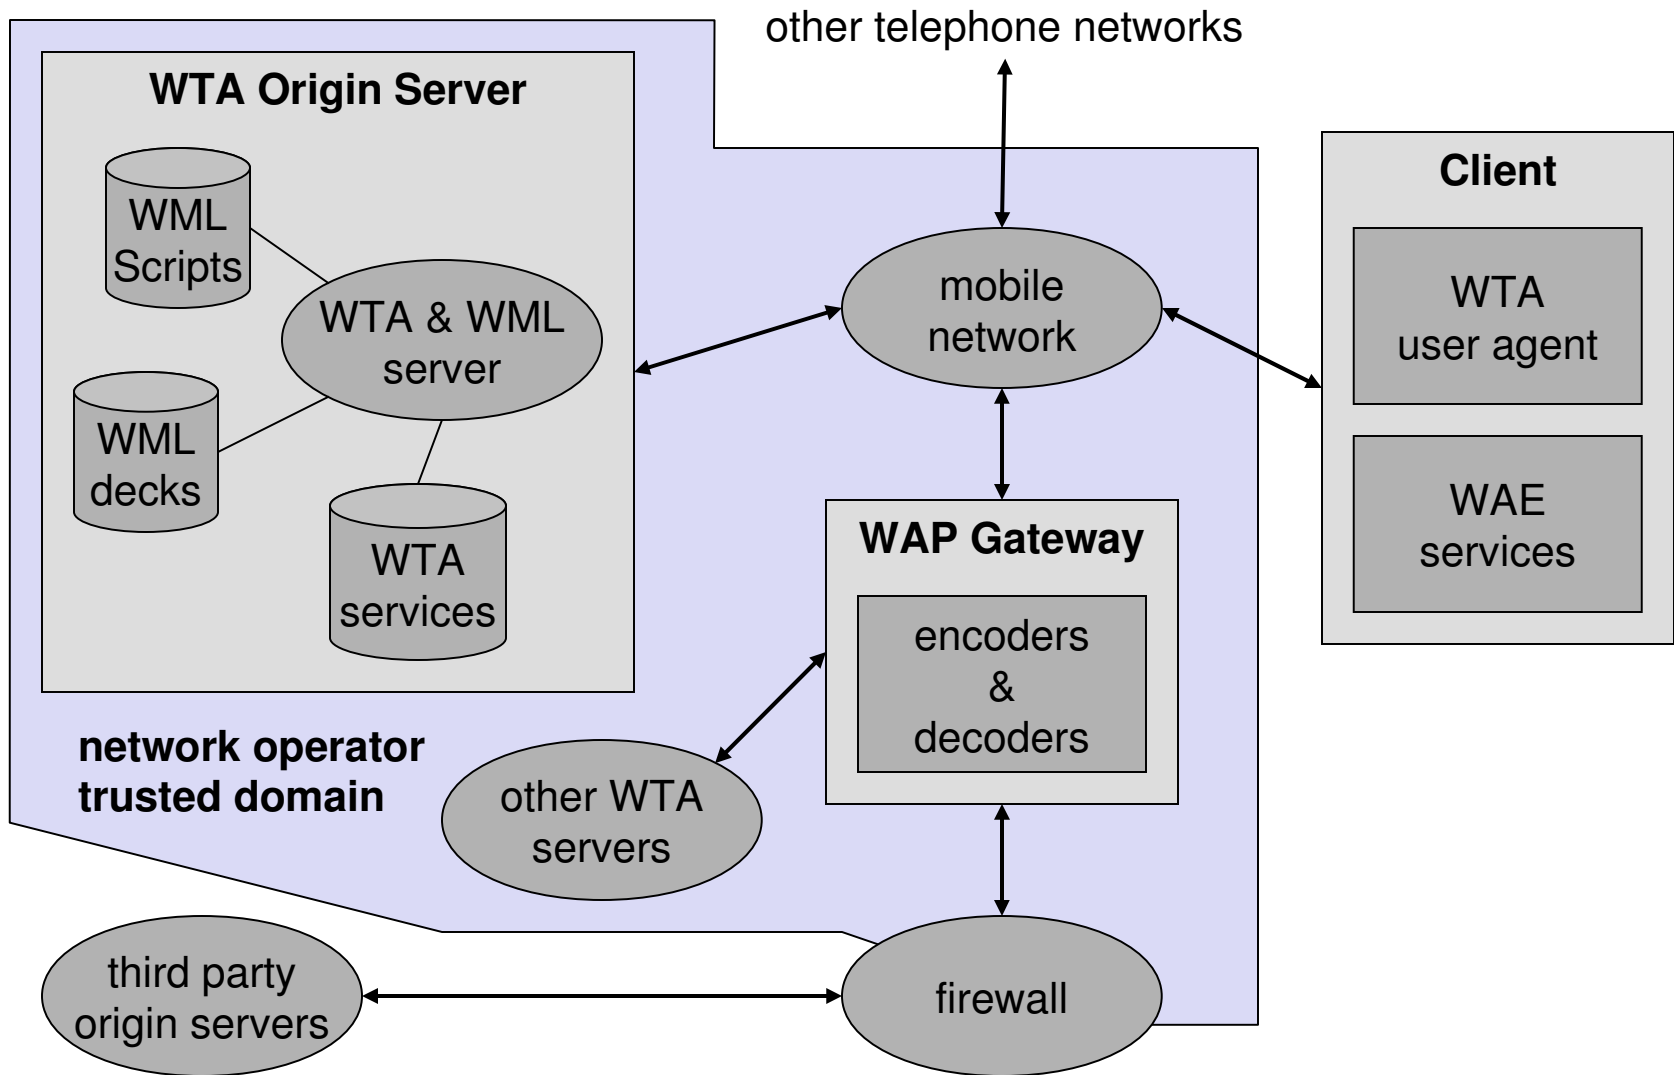 other telephone networks
WTA Origin Server
WML
Scripts
WTA & WML
server
WML
decks
WTA
services
network operator
trusted domain
mobile
network
Client
WTA
user agent
WAE
services
WAP Gateway
encoders
&
decoders
other WTA
servers
third party
origin servers
firewall